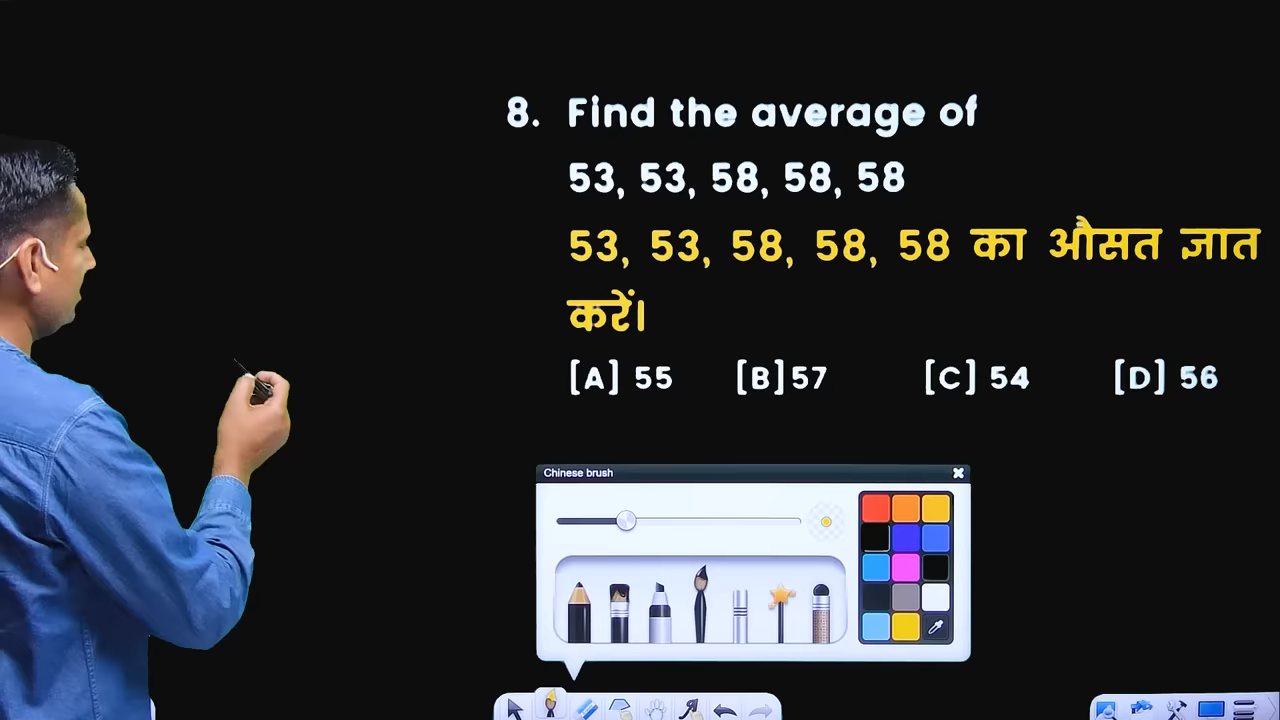 8. Find the average of
53, 53, 58, 58, 58
53, 53, 58, 58, 58 का औसत ज्ञात
करें।
[A] 55 [B]57 [C] 54 [D] 56
Chinese brush